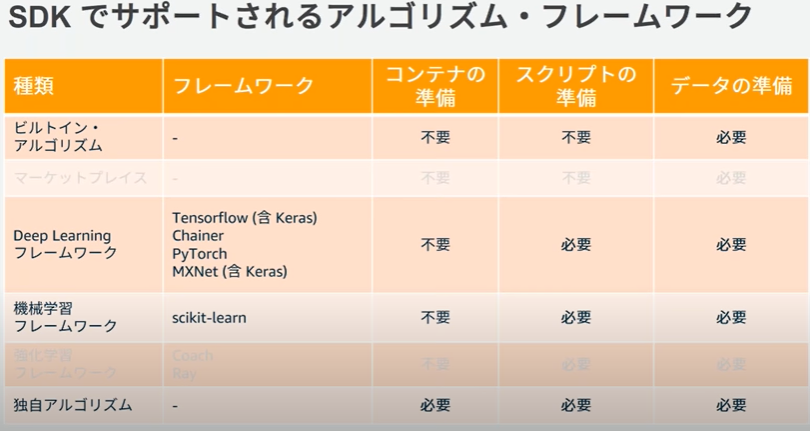 SDK でサポートされるアルゴリズム・フレームワーク
種類 フレームワーク コンテナの準備 スクリプトの準備 データの準備
ビルトイン・
アルゴリズム
- 不要 不要 必要
マーケットプレイス - 不要 不要 必要
Deep Learning
フレームワーク
Tensorflow (含 Keras)
Chainer
PyTorch
MXNet (含 Keras)
不要 必要 必要
機械学習
フレームワーク
scikit-learn 不要 必要 必要
強化学習
フレームワーク
Coach
Ray
不要 必要 必要
独自アルゴリズム - 必要 必要 必要